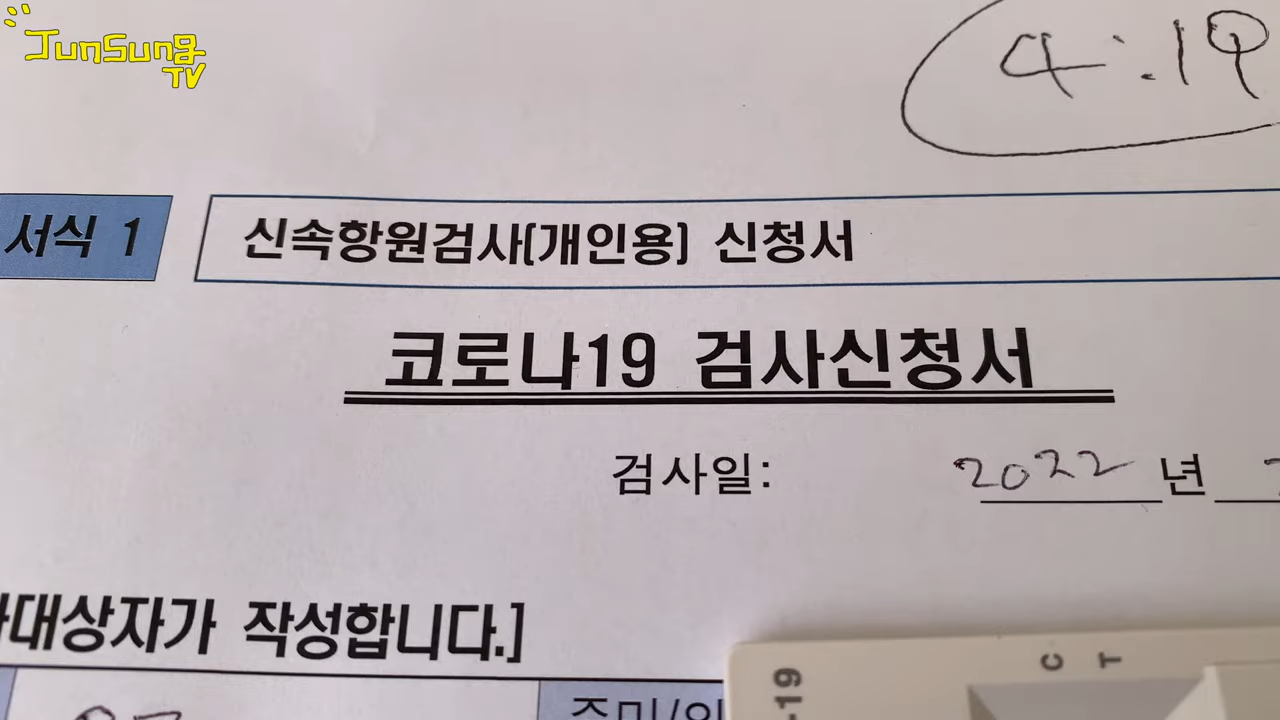 JunSung
TV
4:19
서식 1
신속항원검사(개인용) 신청서
코로나19 검사신청서
검사일: 2022 년
대상자가 작성합니다.]
-19
C T